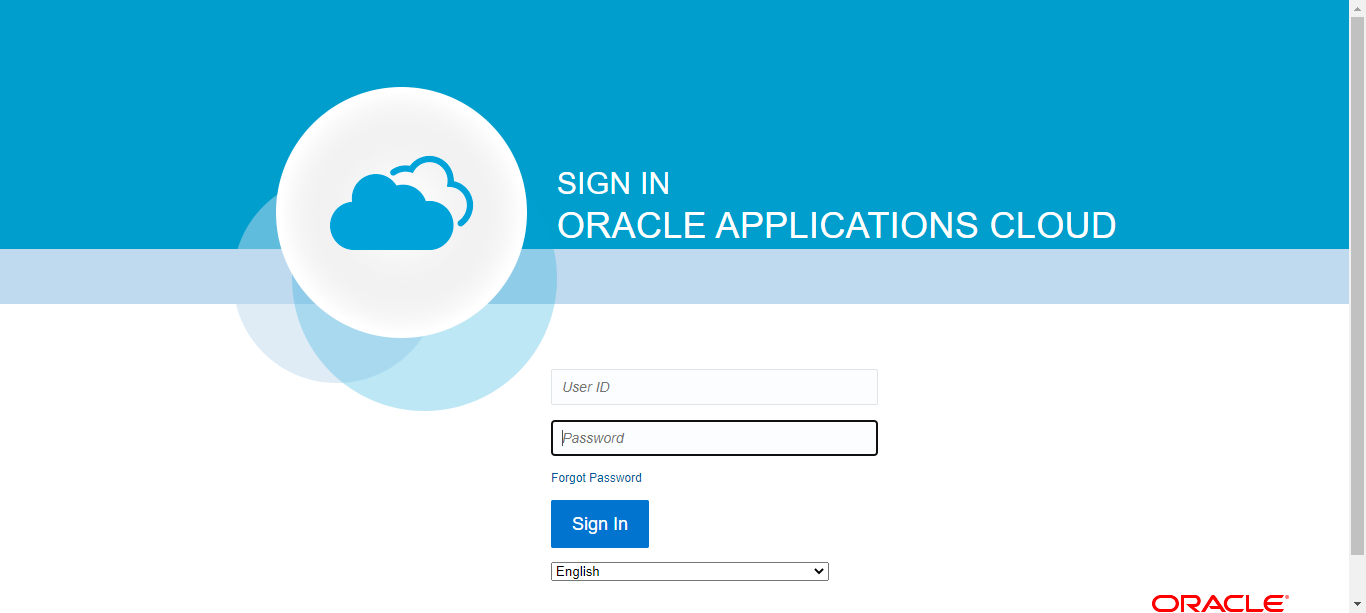 SIGN IN
ORACLE APPLICATIONS CLOUD
User ID
Password
Forgot Password
Sign In
English
ORACLE®